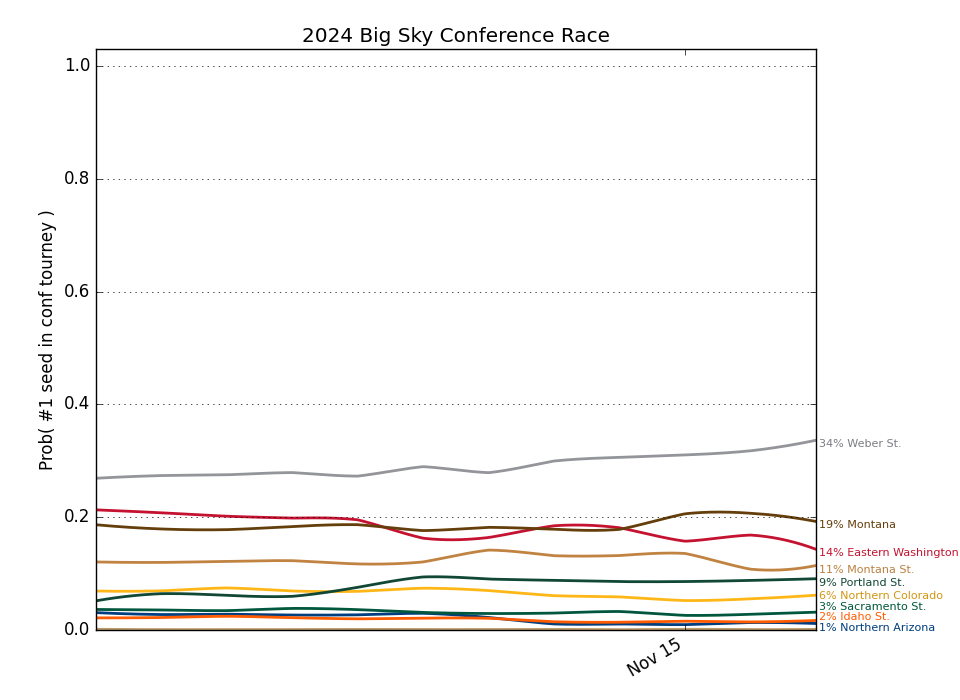 2024 Big Sky Conference Race
Prob( #1 seed in conf tourney )
1.0
0.8
0.6
0.4
0.2
0.0
Nov 15
34% Weber St.
19% Montana
14% Eastern Washington
11% Montana St.
9% Portland St.
6% Northern Colorado
3% Sacramento St.
2% Idaho St.
1% Northern Arizona